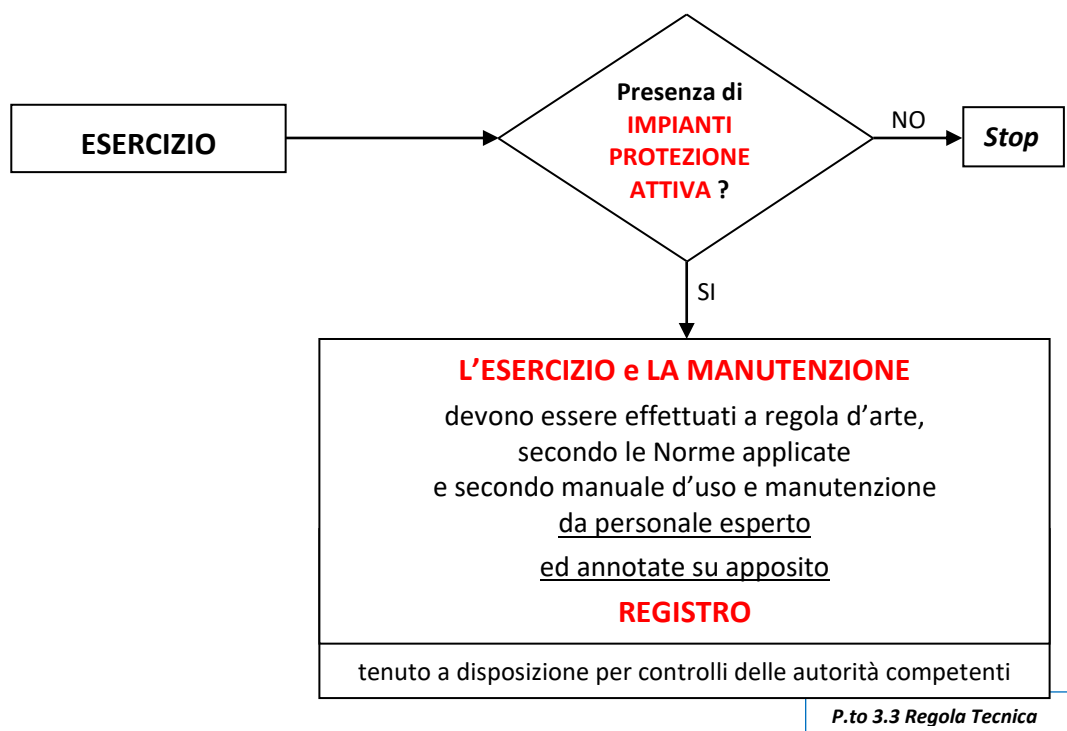 ESERCIZIO
Presenza di
IMPIANTI
PROTEZIONE
ATTIVA ?
NO
Stop
SI
L’ESERCIZIO e LA MANUTENZIONE
devono essere effettuati a regola d’arte,
secondo le Norme applicate
e secondo manuale d’uso e manutenzione
da personale esperto
ed annotate su apposito
REGISTRO
tenuto a disposizione per controlli delle autorità competenti
P.to 3.3 Regola Tecnica